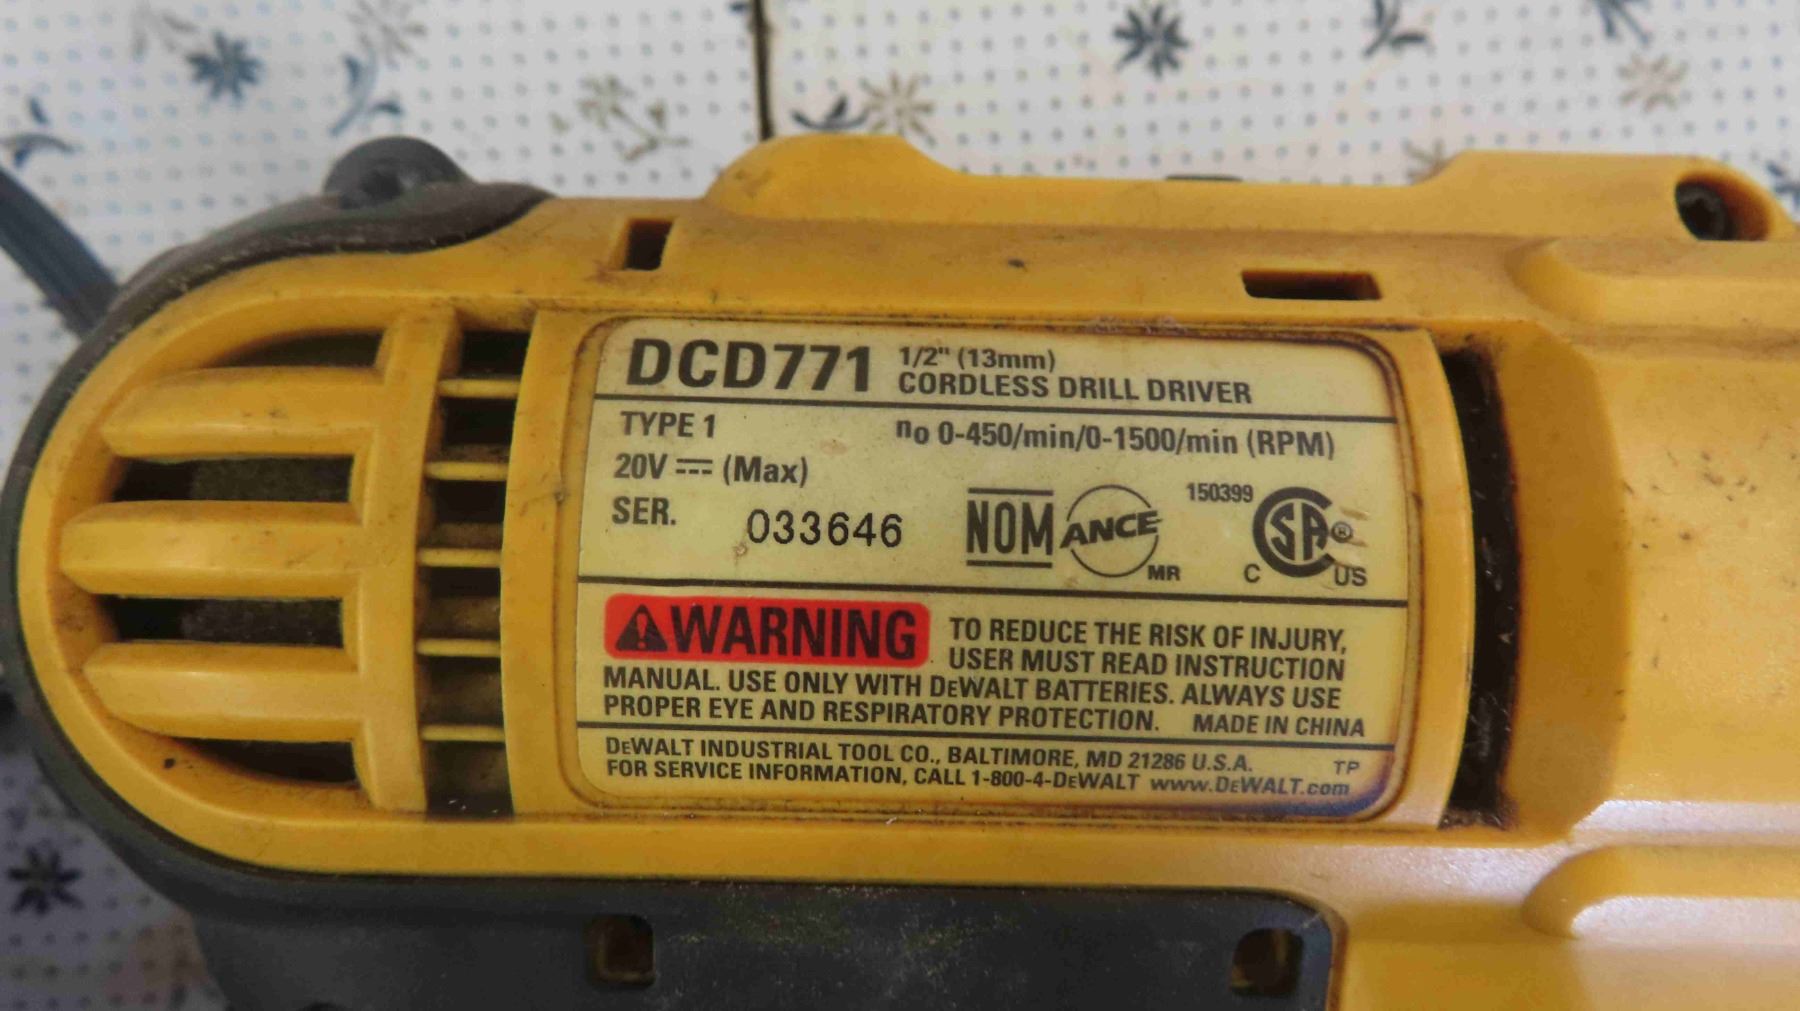 DCD771 1/2" (13mm)
CORDLESS DRILL DRIVER
TYPE 1 no 0-450/min/0-1500/min (RPM)
20V ⎓ (Max)
SER. 033646 NOM ANCE MR 150399 CSA® C US
⚠WARNING TO REDUCE THE RISK OF INJURY,
USER MUST READ INSTRUCTION
MANUAL. USE ONLY WITH DEWALT BATTERIES. ALWAYS USE
PROPER EYE AND RESPIRATORY PROTECTION. MADE IN CHINA
DEWALT INDUSTRIAL TOOL CO., BALTIMORE, MD 21286 U.S.A. TP
FOR SERVICE INFORMATION, CALL 1-800-4-DEWALT www.DEWALT.com